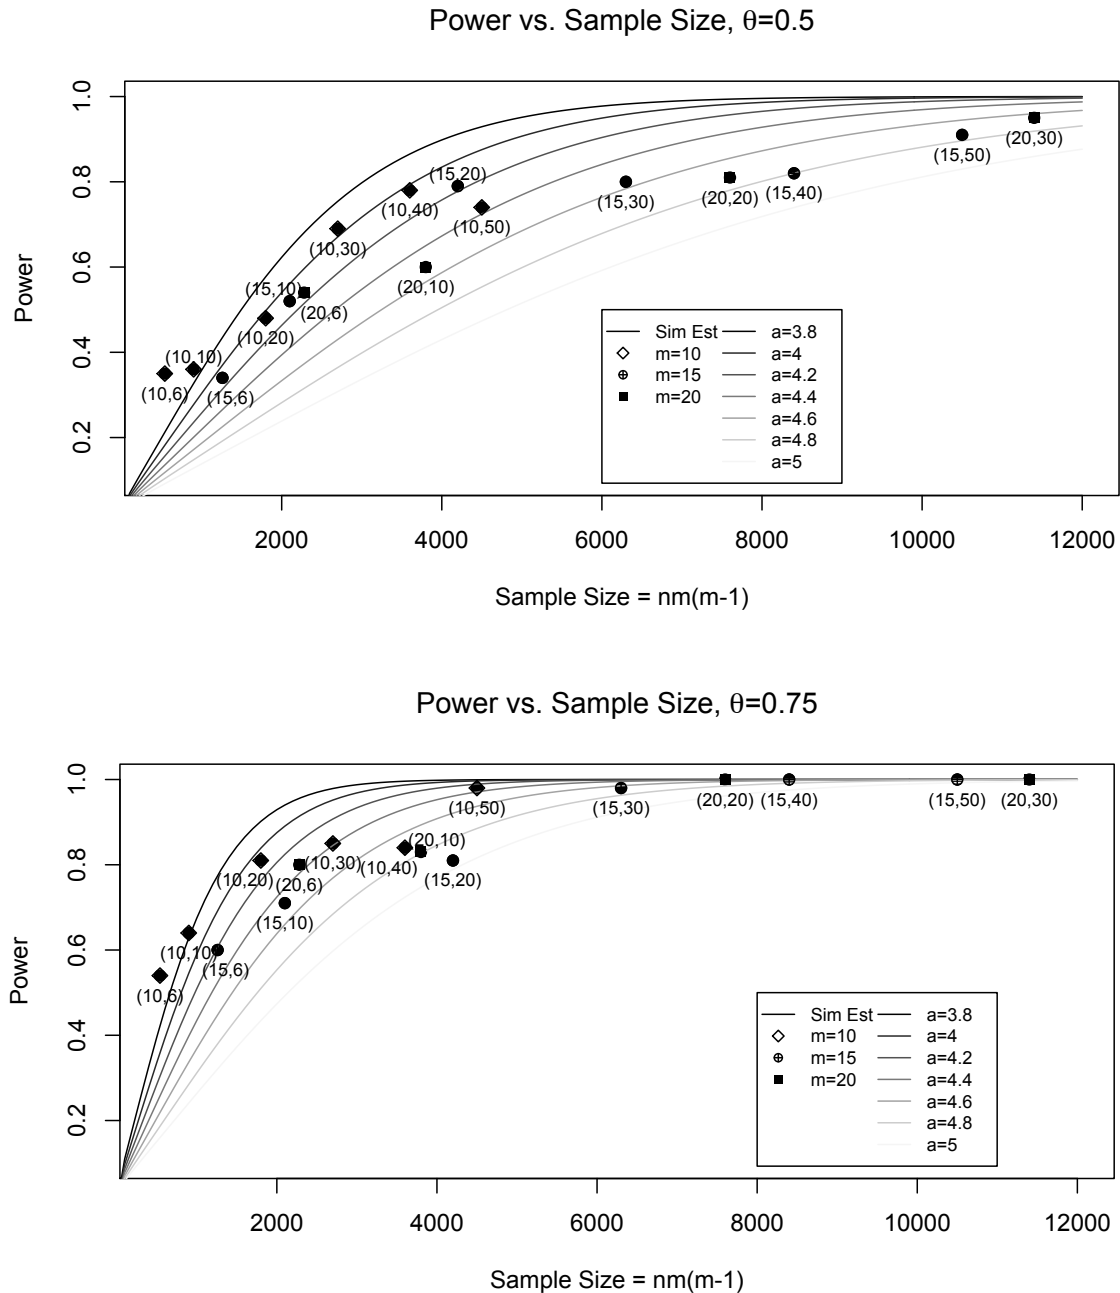 Power vs. Sample Size, θ=0.5
Power
1.0
0.8
0.6
0.4
0.2
(10,6)
(10,10)
(15,6)
(10,20)
(15,10)
(20,6)
(10,30)
(10,40)
(15,20)
(10,50)
(20,10)
(15,30)
(20,20)
(15,40)
(15,50)
(20,30)
Sim Est a=3.8
m=10 a=4
m=15 a=4.2
m=20 a=4.4
a=4.6
a=4.8
a=5
2000 4000 6000 8000 10000 12000
Sample Size = nm(m-1)
Power vs. Sample Size, θ=0.75
Power
1.0
0.8
0.6
0.4
0.2
(10,6)
(10,10)
(15,6)
(10,20)
(20,6)
(15,10)
(10,30)
(10,40)
(20,10)
(15,20)
(10,50)
(15,30)
(20,20)
(15,40)
(15,50)
(20,30)
Sim Est a=3.8
m=10 a=4
m=15 a=4.2
m=20 a=4.4
a=4.6
a=4.8
a=5
2000 4000 6000 8000 10000 12000
Sample Size = nm(m-1)